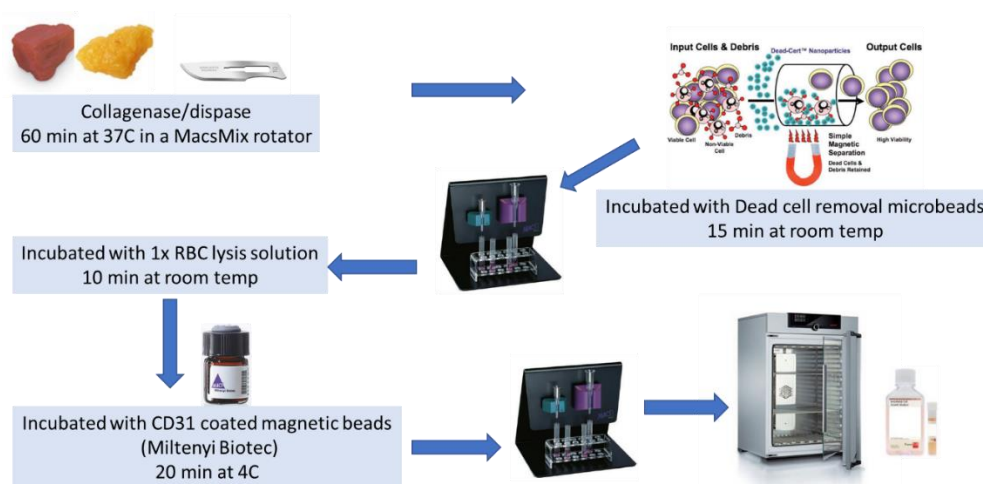 Collagenase/dispase
60 min at 37C in a MacsMix rotator
Input Cells & Debris
Dead-Cert™ Nanoparticles
Output Cells
Viable Cell
Non-Viable
Cell
Debris
Simple
Magnetic
Separation
Dead Cells &
Debris Retained
High Viability
Incubated with Dead cell removal microbeads
15 min at room temp
Incubated with 1x RBC lysis solution
10 min at room temp
Incubated with CD31 coated magnetic beads
(Miltenyi Biotec)
20 min at 4C